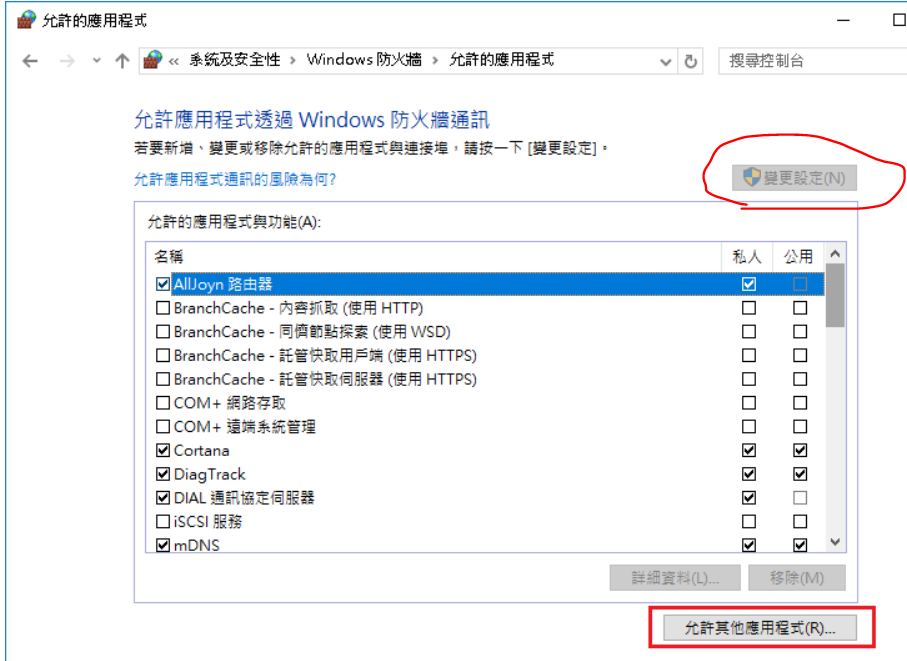 允許的應用程式
« 系統及安全性 › Windows 防火牆 › 允許的應用程式
搜尋控制台
允許應用程式透過 Windows 防火牆通訊
若要新增、變更或移除允許的應用程式與連接埠，請按一下 [變更設定]。
允許應用程式通訊的風險為何?
變更設定(N)
允許的應用程式與功能(A):
名稱 私人 公用
AllJoyn 路由器
BranchCache - 內容抓取 (使用 HTTP)
BranchCache - 同儕節點探索 (使用 WSD)
BranchCache - 託管快取用戶端 (使用 HTTPS)
BranchCache - 託管快取伺服器 (使用 HTTPS)
COM+ 網路存取
COM+ 遠端系統管理
Cortana
DiagTrack
DIAL 通訊協定伺服器
iSCSI 服務
mDNS
詳細資料(L)... 移除(M)
允許其他應用程式(R)...